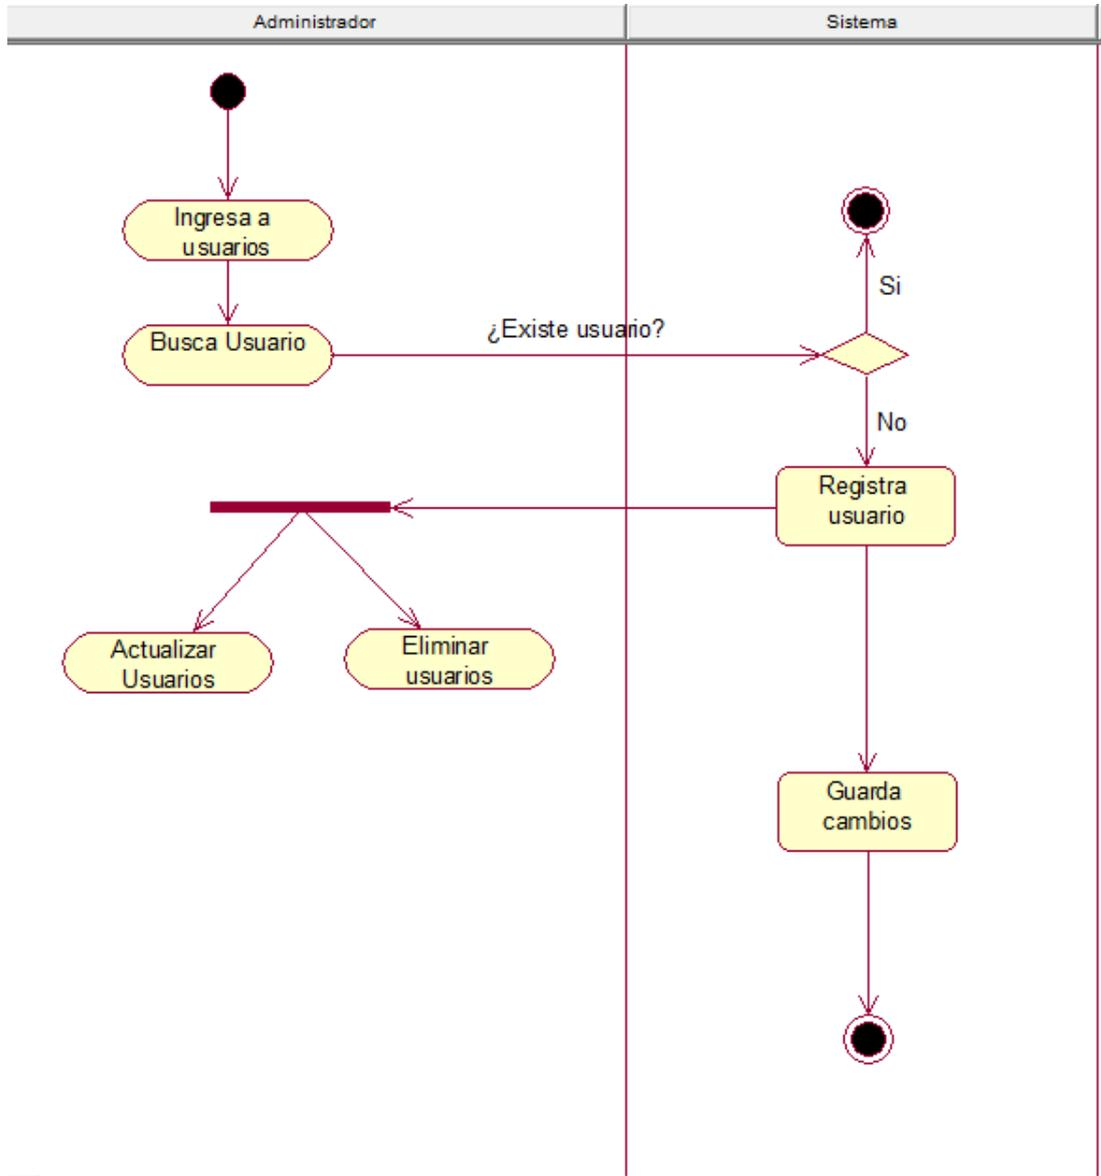 Administrador
Sistema
Ingresa a
usuarios
Si
¿Existe usuario?
Busca Usuario
No
Registra
usuario
Actualizar
Usuarios
Eliminar
usuarios
Guarda
cambios